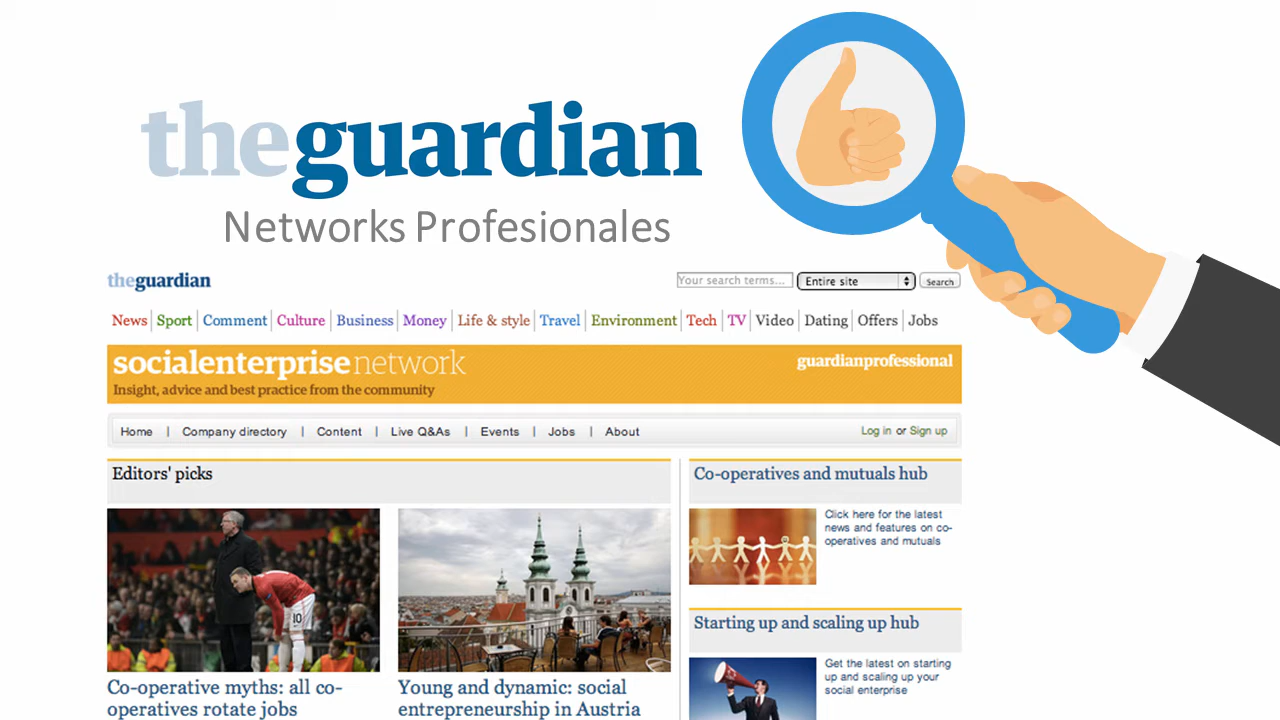 theguardian
Networks Profesionales
theguardian
Your search terms... Entire site Search
News Sport Comment Culture Business Money Life & style Travel Environment Tech TV Video Dating Offers Jobs
socialenterprisenetwork guardianprofessional
Insight, advice and best practice from the community
Home | Company directory | Content | Live Q&As | Events | Jobs | About Log in or Sign up
Editors' picks
Co-operatives and mutuals hub
Click here for the latest
news and features on co-
operatives and mutuals
10
Starting up and scaling up hub
Get the latest on starting
up and scaling up your
social enterprise
Co-operative myths: all co-
operatives rotate jobs
Young and dynamic: social
entrepreneurship in Austria